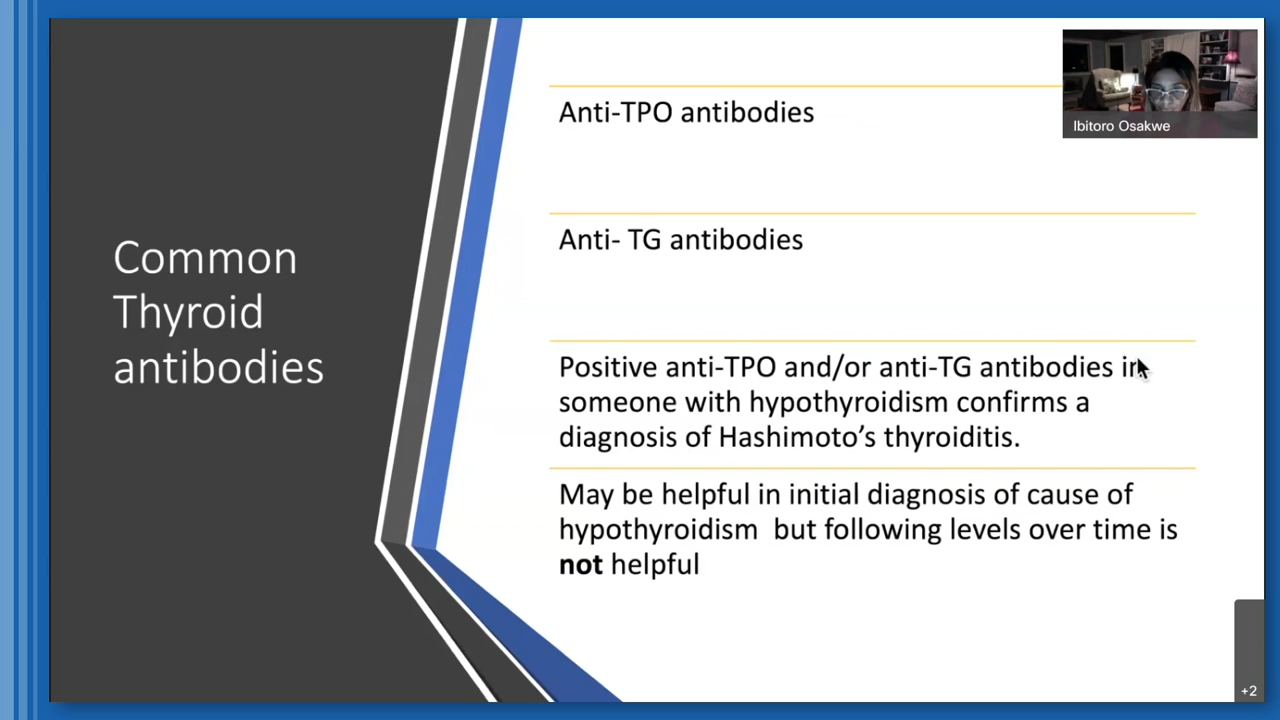 Common
Thyroid
antibodies
Anti-TPO antibodies
Anti- TG antibodies
Positive anti-TPO and/or anti-TG antibodies in
someone with hypothyroidism confirms a
diagnosis of Hashimoto’s thyroiditis.
May be helpful in initial diagnosis of cause of
hypothyroidism  but following levels over time is
not helpful
Ibitoro Osakwe
+2